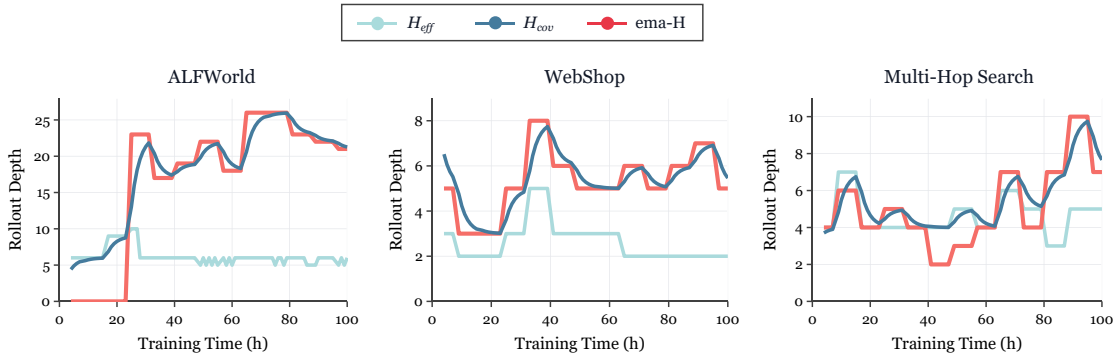 H_eff H_cov ema-H
ALFWorld
Rollout Depth
25
20
15
10
5
0
0 20 40 60 80 100
Training Time (h)
WebShop
Rollout Depth
8
6
4
2
0
0 20 40 60 80 100
Training Time (h)
Multi-Hop Search
Rollout Depth
10
8
6
4
2
0
0 20 40 60 80 100
Training Time (h)